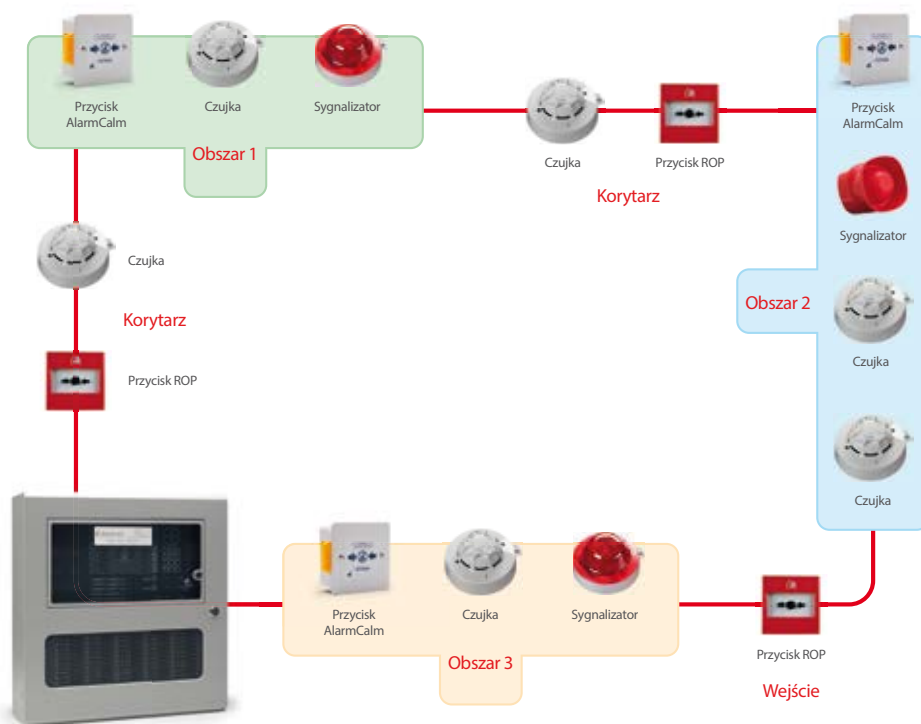 Przycisk
AlarmCalm
Czujka
Sygnalizator
Obszar 1
Czujka
Przycisk ROP
Korytarz
Przycisk
AlarmCalm
Sygnalizator
Obszar 2
Czujka
Czujka
Czujka
Korytarz
Przycisk ROP
Przycisk
AlarmCalm
Czujka
Sygnalizator
Obszar 3
Przycisk ROP
Wejście